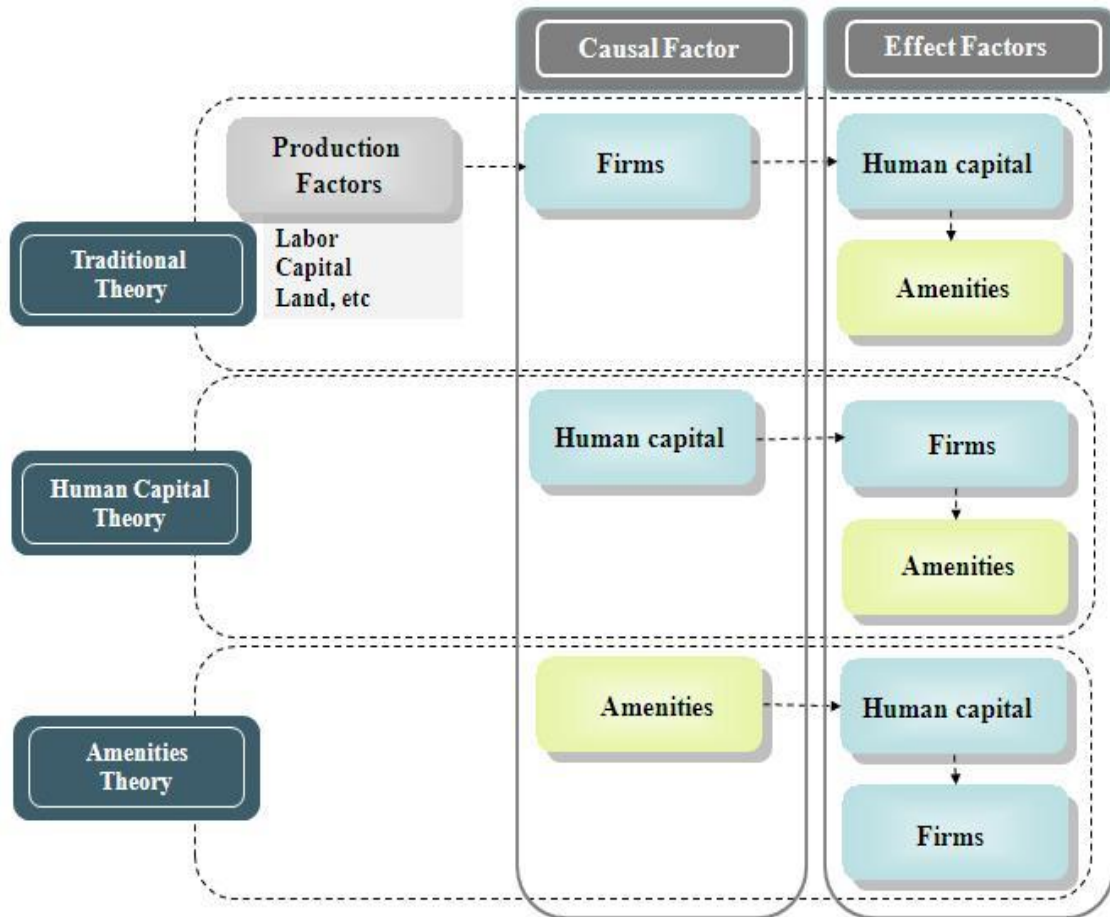 Causal Factor
Effect Factors
Production
Factors
Firms
Human capital
Labor
Capital
Land, etc
Traditional
Theory
Amenities
Human capital
Firms
Human Capital
Theory
Amenities
Amenities
Human capital
Amenities
Theory
Firms